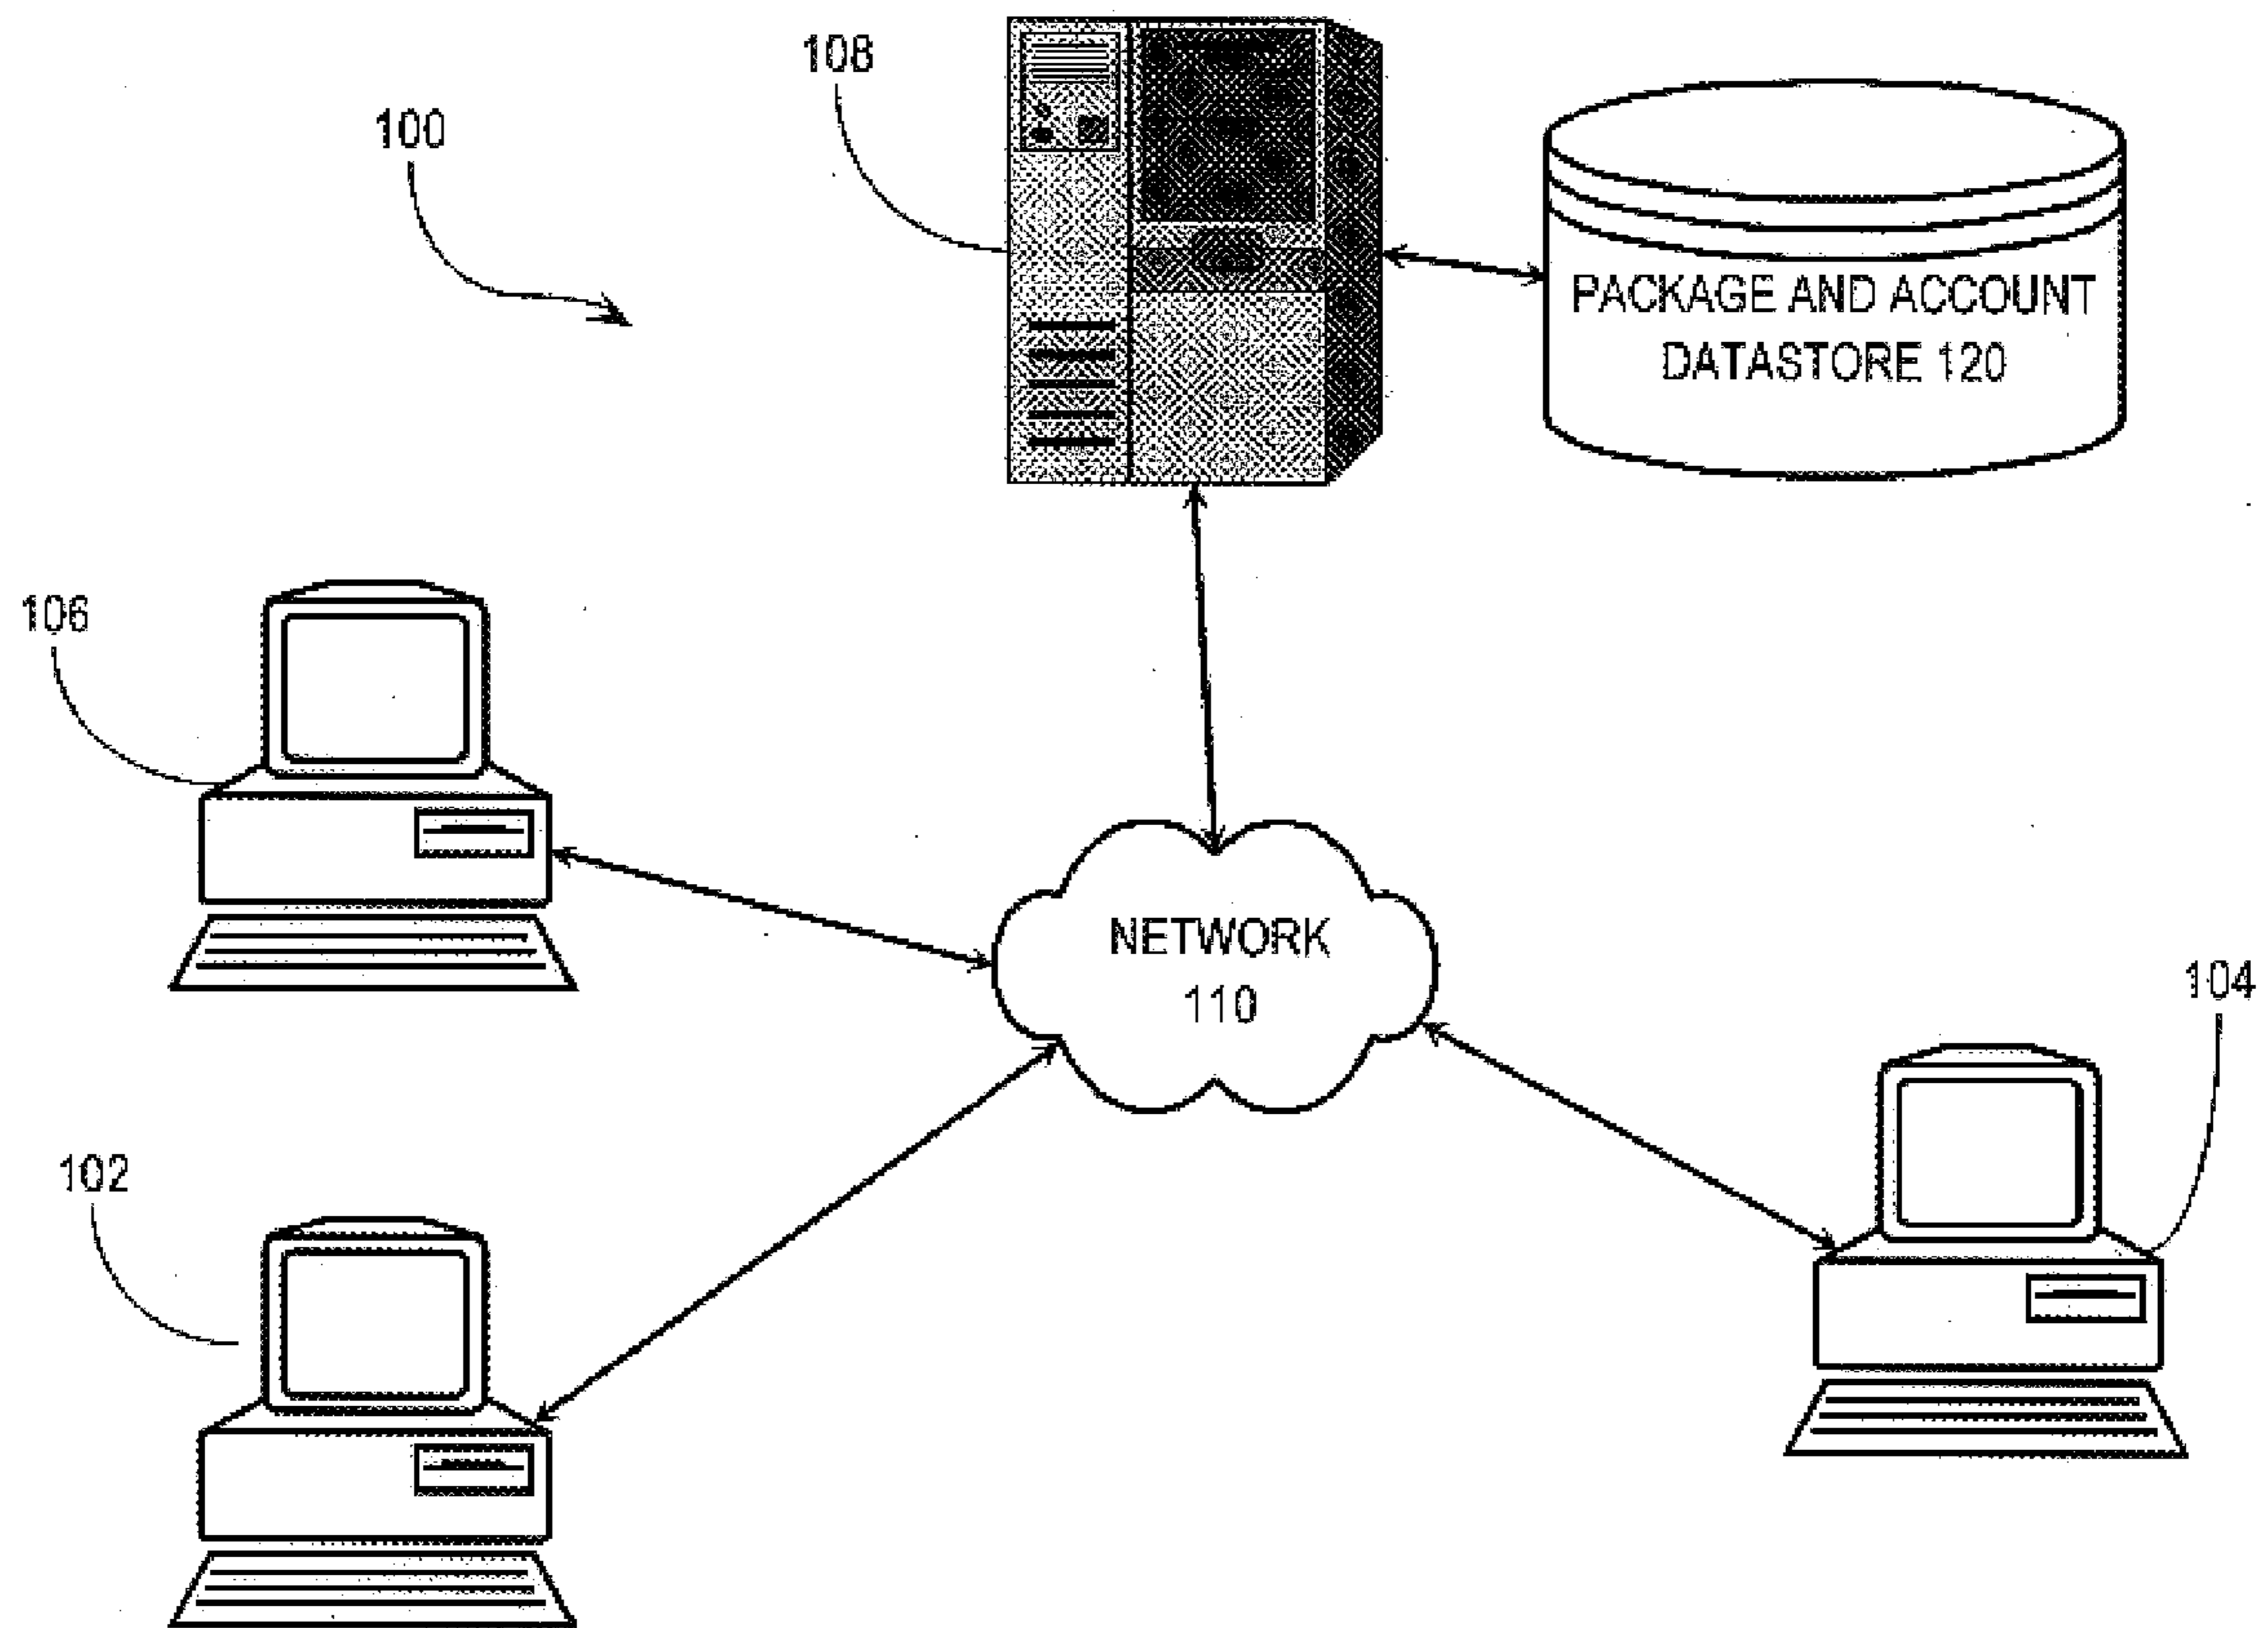 108
100
PACKAGE AND ACCOUNT
DATASTORE 120
106
NETWORK
110
104
102